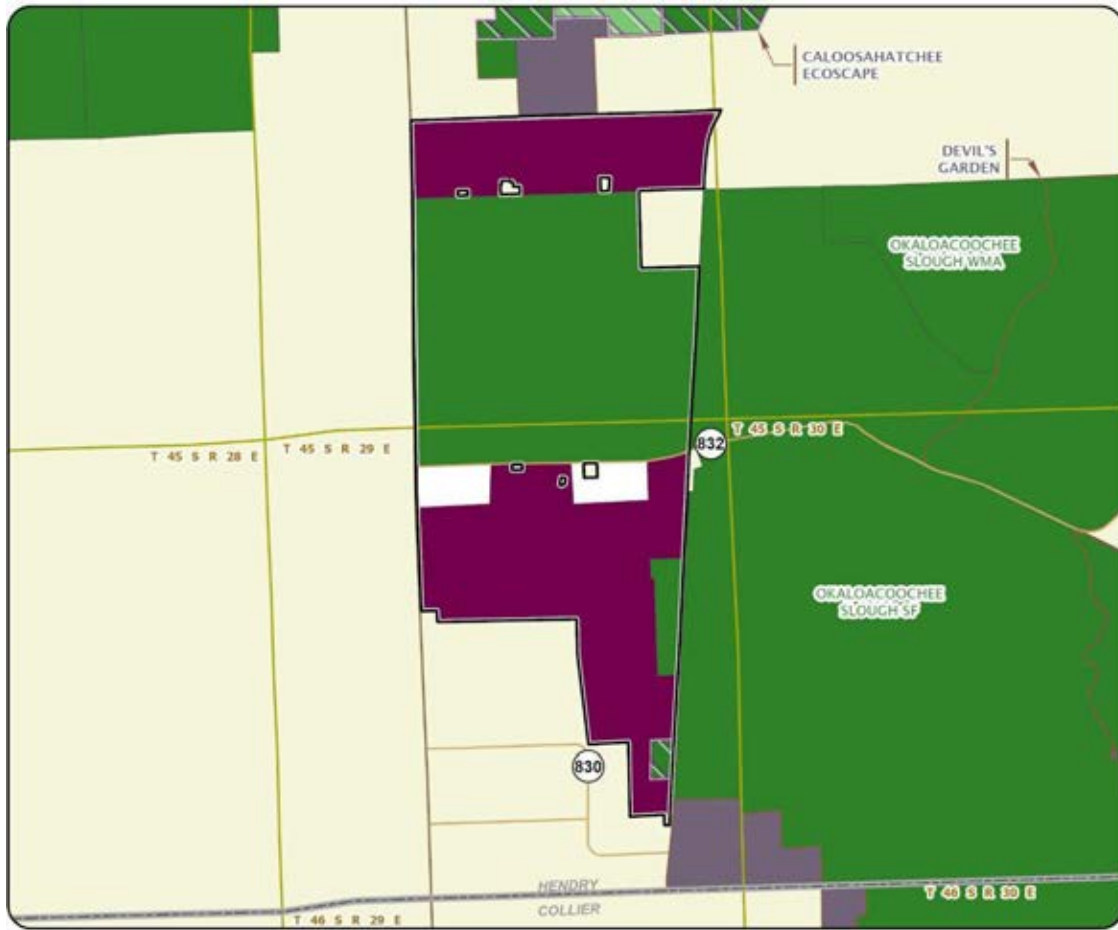 CALOOSAHATCHEE
ECOSCAPE
DEVIL'S
GARDEN
OKALOACOOCHEE
SLOUGH WMA
T 45 S R 28 E
T 45 S R 29 E
832
T 45 S R 30 E
OKALOACOOCHEE
SLOUGH SF
830
HENDRY
COLLIER
T 46 S R 29 E
T 46 S R 30 E